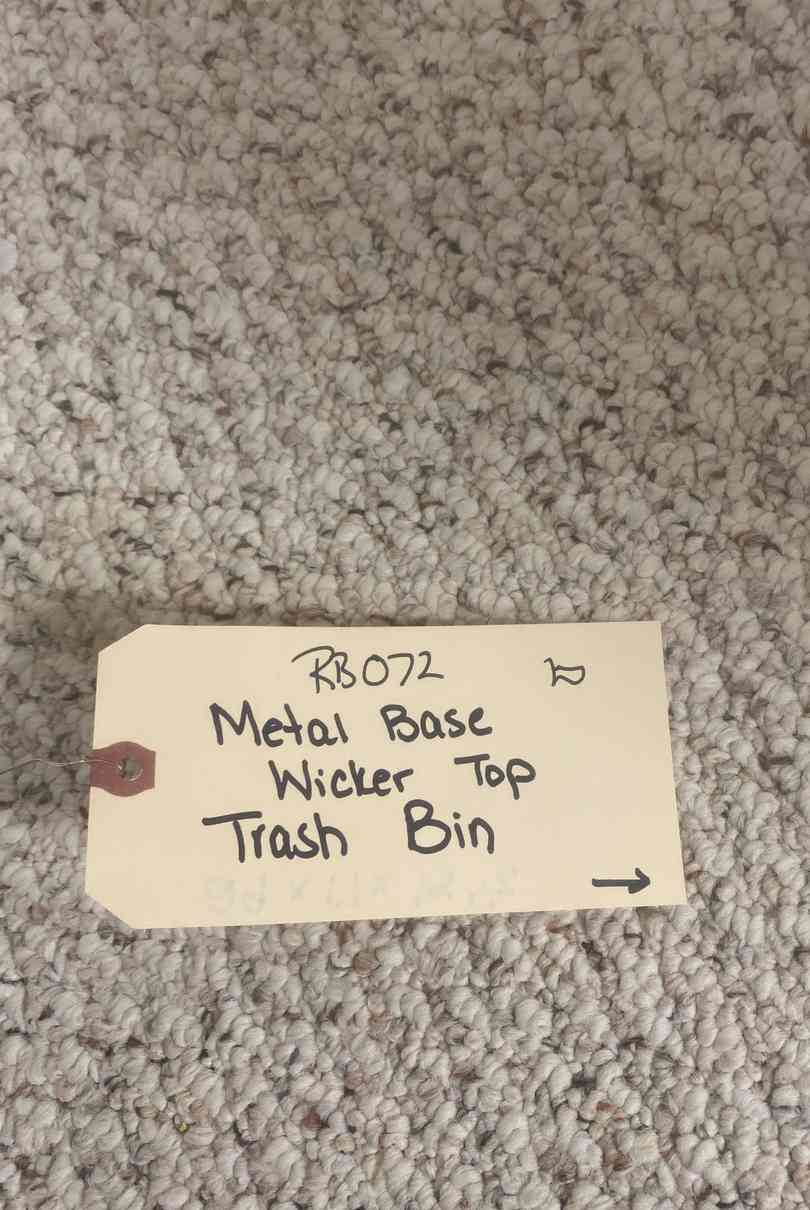 RB072
Metal Base
Wicker Top
Trash Bin
→